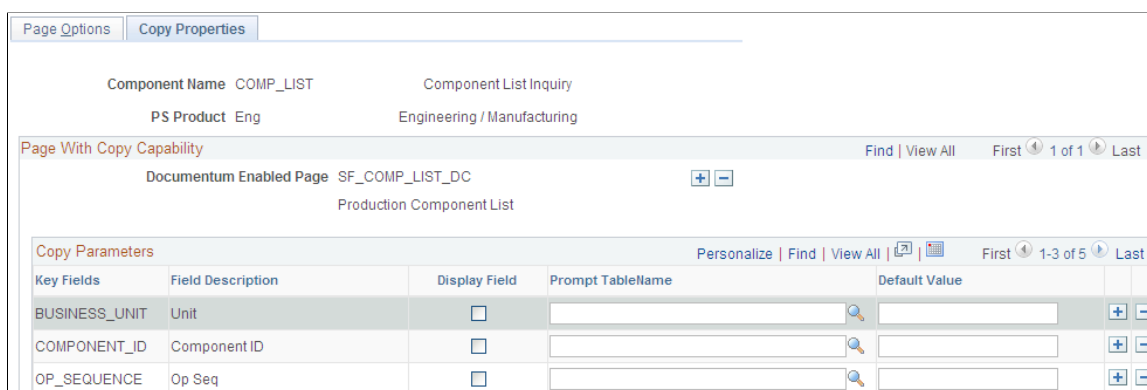 Page Options Copy Properties
Component Name COMP_LIST Component List Inquiry
PS Product Eng Engineering / Manufacturing
Page With Copy Capability Find | View All First 1 of 1 Last
Documentum Enabled Page SF_COMP_LIST_DC
Production Component List
Copy Parameters Personalize | Find | View All | | First 1-3 of 5 Last
Key Fields Field Description Display Field Prompt TableName Default Value
BUSINESS_UNIT Unit
COMPONENT_ID Component ID
OP_SEQUENCE Op Seq